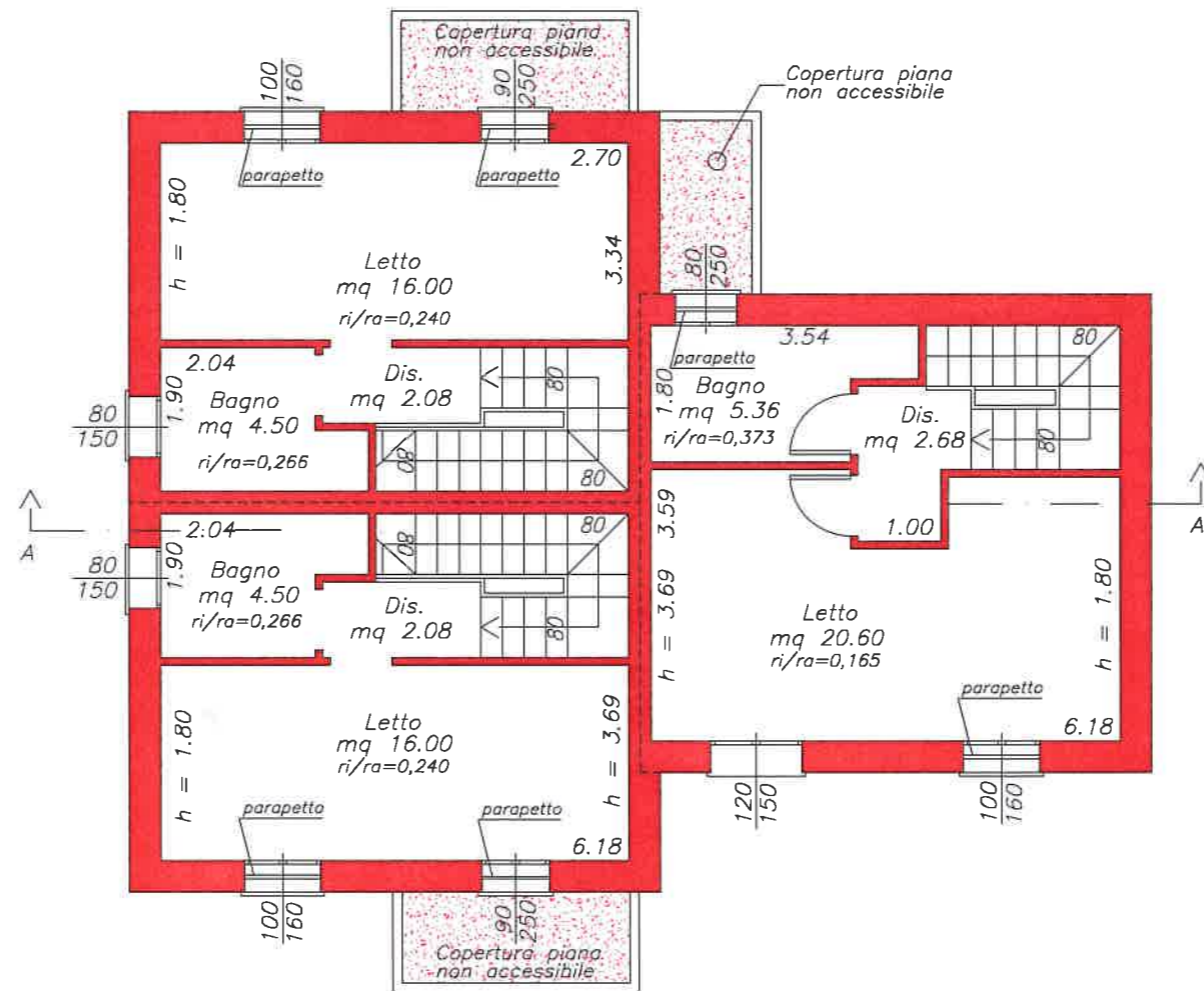 Copertura piana
non accessibile
Copertura piana
non accessibile
100
160
90
250
parapetto
parapetto
2.70
h = 1.80
3.34
Letto
mq 16.00
ri/ra=0,240
80
250
parapetto
3.54
80
2.04
1.90
Bagno
mq 4.50
ri/ra=0,266
Dis.
mq 2.08
80
80
80
80
150
1.80
Bagno
mq 5.36
ri/ra=0,373
Dis.
mq 2.68
80
A
A
2.04
1.90
80
150
Bagno
mq 4.50
ri/ra=0,266
80
80
Dis.
mq 2.08
80
3.59
1.00
h = 3.69
Letto
mq 20.60
ri/ra=0,165
h = 1.80
parapetto
6.18
h = 1.80
Letto
mq 16.00
ri/ra=0,240
h = 3.69
parapetto
parapetto
6.18
120
150
100
160
100
160
90
250
Copertura piana
non accessibile